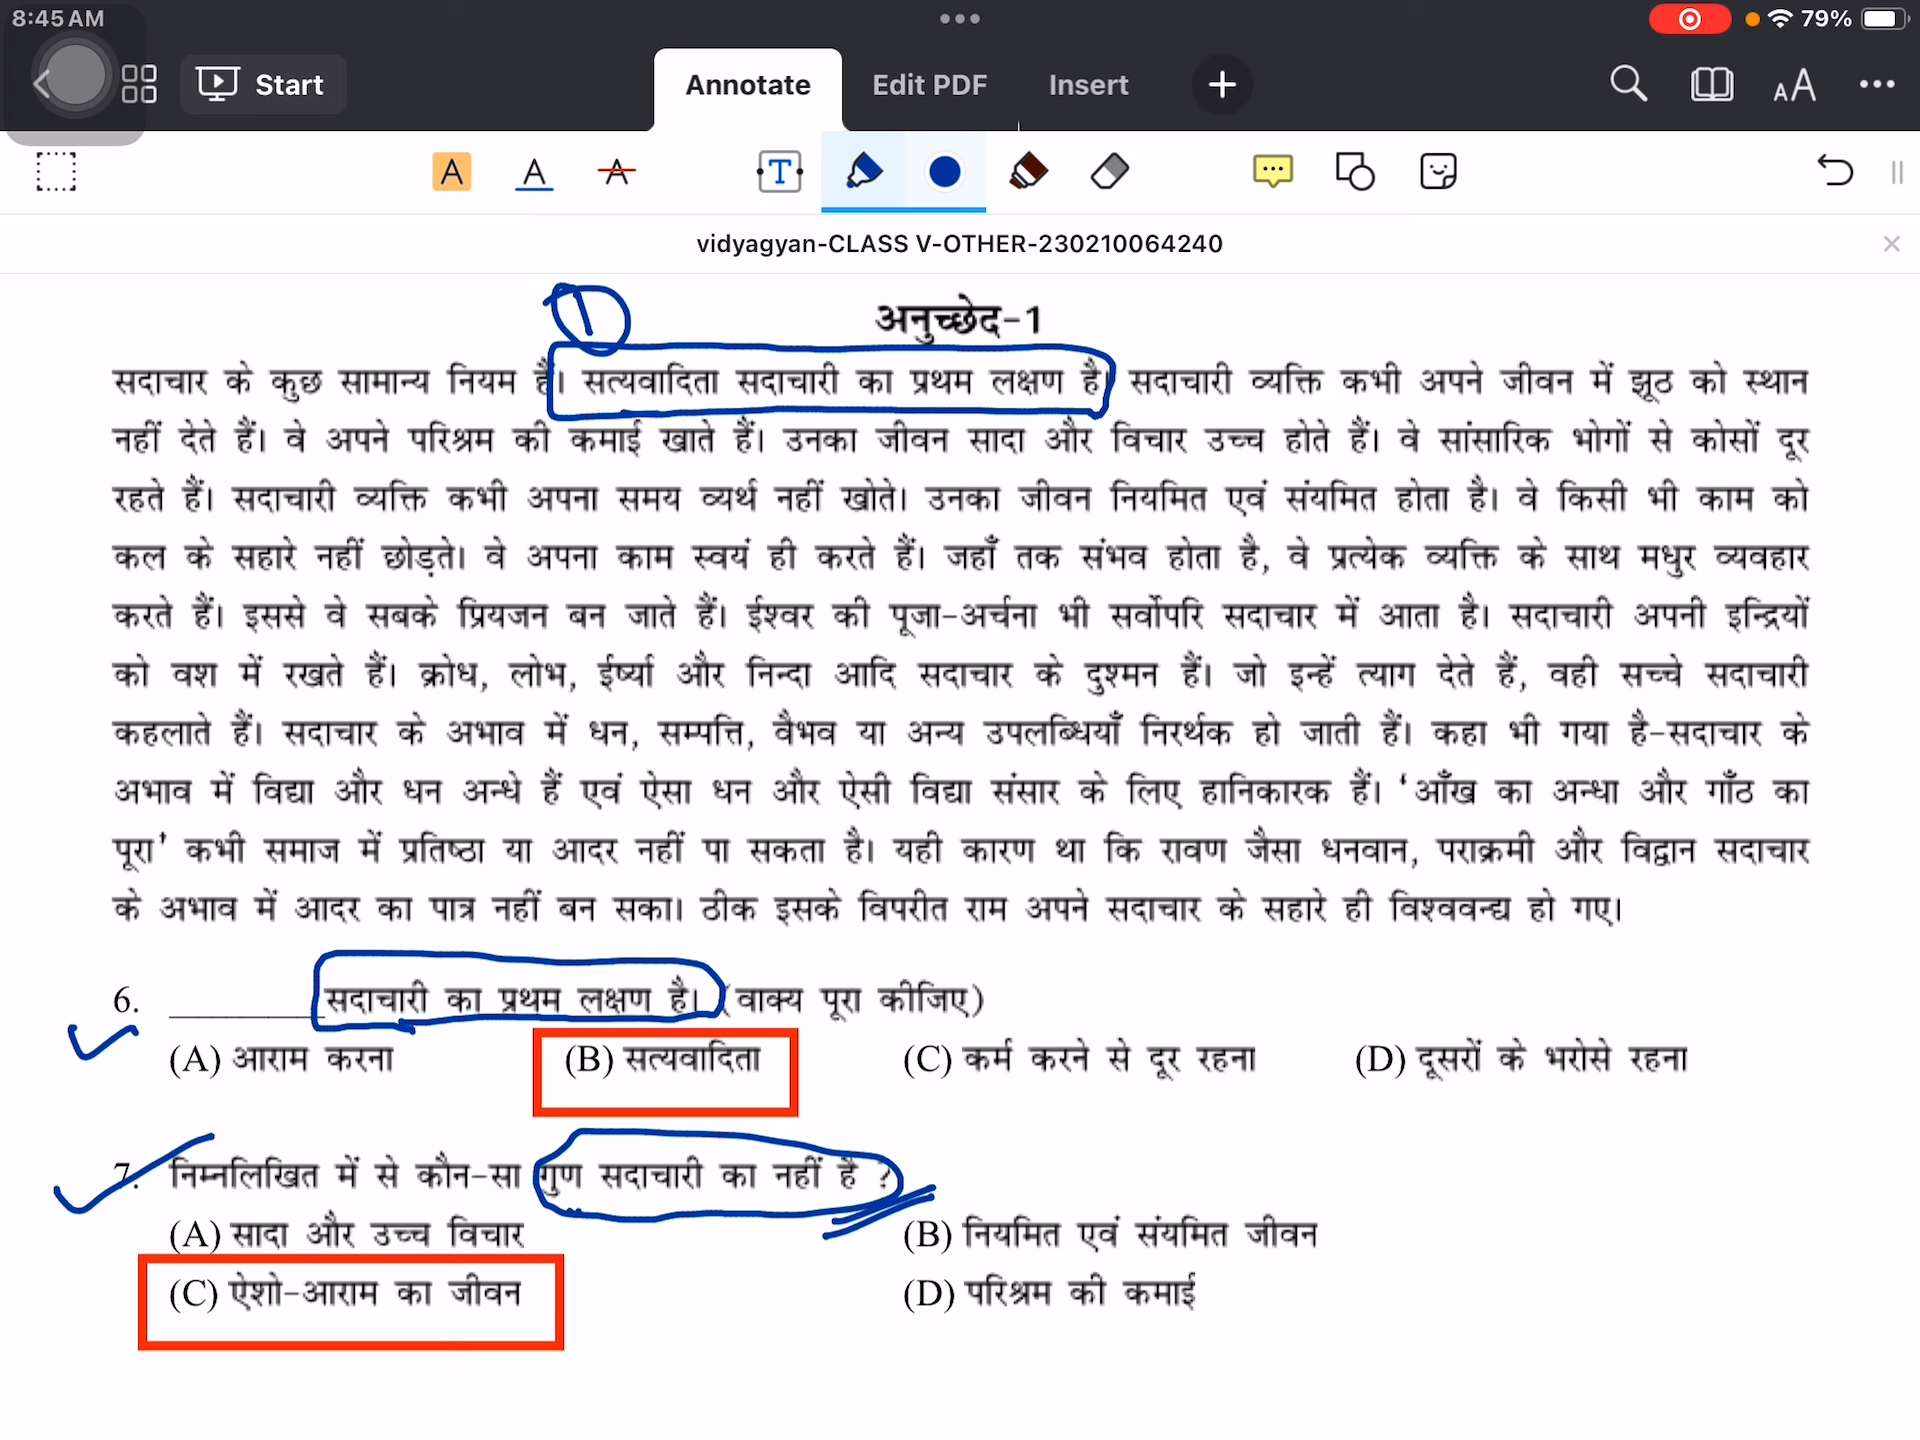 8:45 AM
79%
Start
Annotate
Edit PDF
Insert
vidyagyan-CLASS V-OTHER-230210064240
①
अनुच्छेद-1
सदाचार के कुछ सामान्य नियम हैं। सत्यवादिता सदाचारी का प्रथम लक्षण है। सदाचारी व्यक्ति कभी अपने जीवन में झूठ को स्थान
नहीं देते हैं। वे अपने परिश्रम की कमाई खाते हैं। उनका जीवन सादा और विचार उच्च होते हैं। वे सांसारिक भोगों से कोसों दूर
रहते हैं। सदाचारी व्यक्ति कभी अपना समय व्यर्थ नहीं खोते। उनका जीवन नियमित एवं संयमित होता है। वे किसी भी काम को
कल के सहारे नहीं छोड़ते। वे अपना काम स्वयं ही करते हैं। जहाँ तक संभव होता है, वे प्रत्येक व्यक्ति के साथ मधुर व्यवहार
करते हैं। इससे वे सबके प्रियजन बन जाते हैं। ईश्वर की पूजा-अर्चना भी सर्वोपरि सदाचार में आता है। सदाचारी अपनी इन्द्रियों
को वश में रखते हैं। क्रोध, लोभ, ईर्ष्या और निन्दा आदि सदाचार के दुश्मन हैं। जो इन्हें त्याग देते हैं, वही सच्चे सदाचारी
कहलाते हैं। सदाचार के अभाव में धन, सम्पत्ति, वैभव या अन्य उपलब्धियाँ निरर्थक हो जाती हैं। कहा भी गया है-सदाचार के
अभाव में विद्या और धन अन्धे हैं एवं ऐसा धन और ऐसी विद्या संसार के लिए हानिकारक हैं। 'आँख का अन्धा और गाँठ का
पूरा' कभी समाज में प्रतिष्ठा या आदर नहीं पा सकता है। यही कारण था कि रावण जैसा धनवान, पराक्रमी और विद्वान सदाचार
के अभाव में आदर का पात्र नहीं बन सका। ठीक इसके विपरीत राम अपने सदाचार के सहारे ही विश्ववन्द्य हो गए।
6. ________ सदाचारी का प्रथम लक्षण है। (वाक्य पूरा कीजिए)
(A) आराम करना (B) सत्यवादिता (C) कर्म करने से दूर रहना (D) दूसरों के भरोसे रहना
7. निम्नलिखित में से कौन-सा गुण सदाचारी का नहीं है ?
(A) सादा और उच्च विचार (B) नियमित एवं संयमित जीवन
(C) ऐशो-आराम का जीवन (D) परिश्रम की कमाई